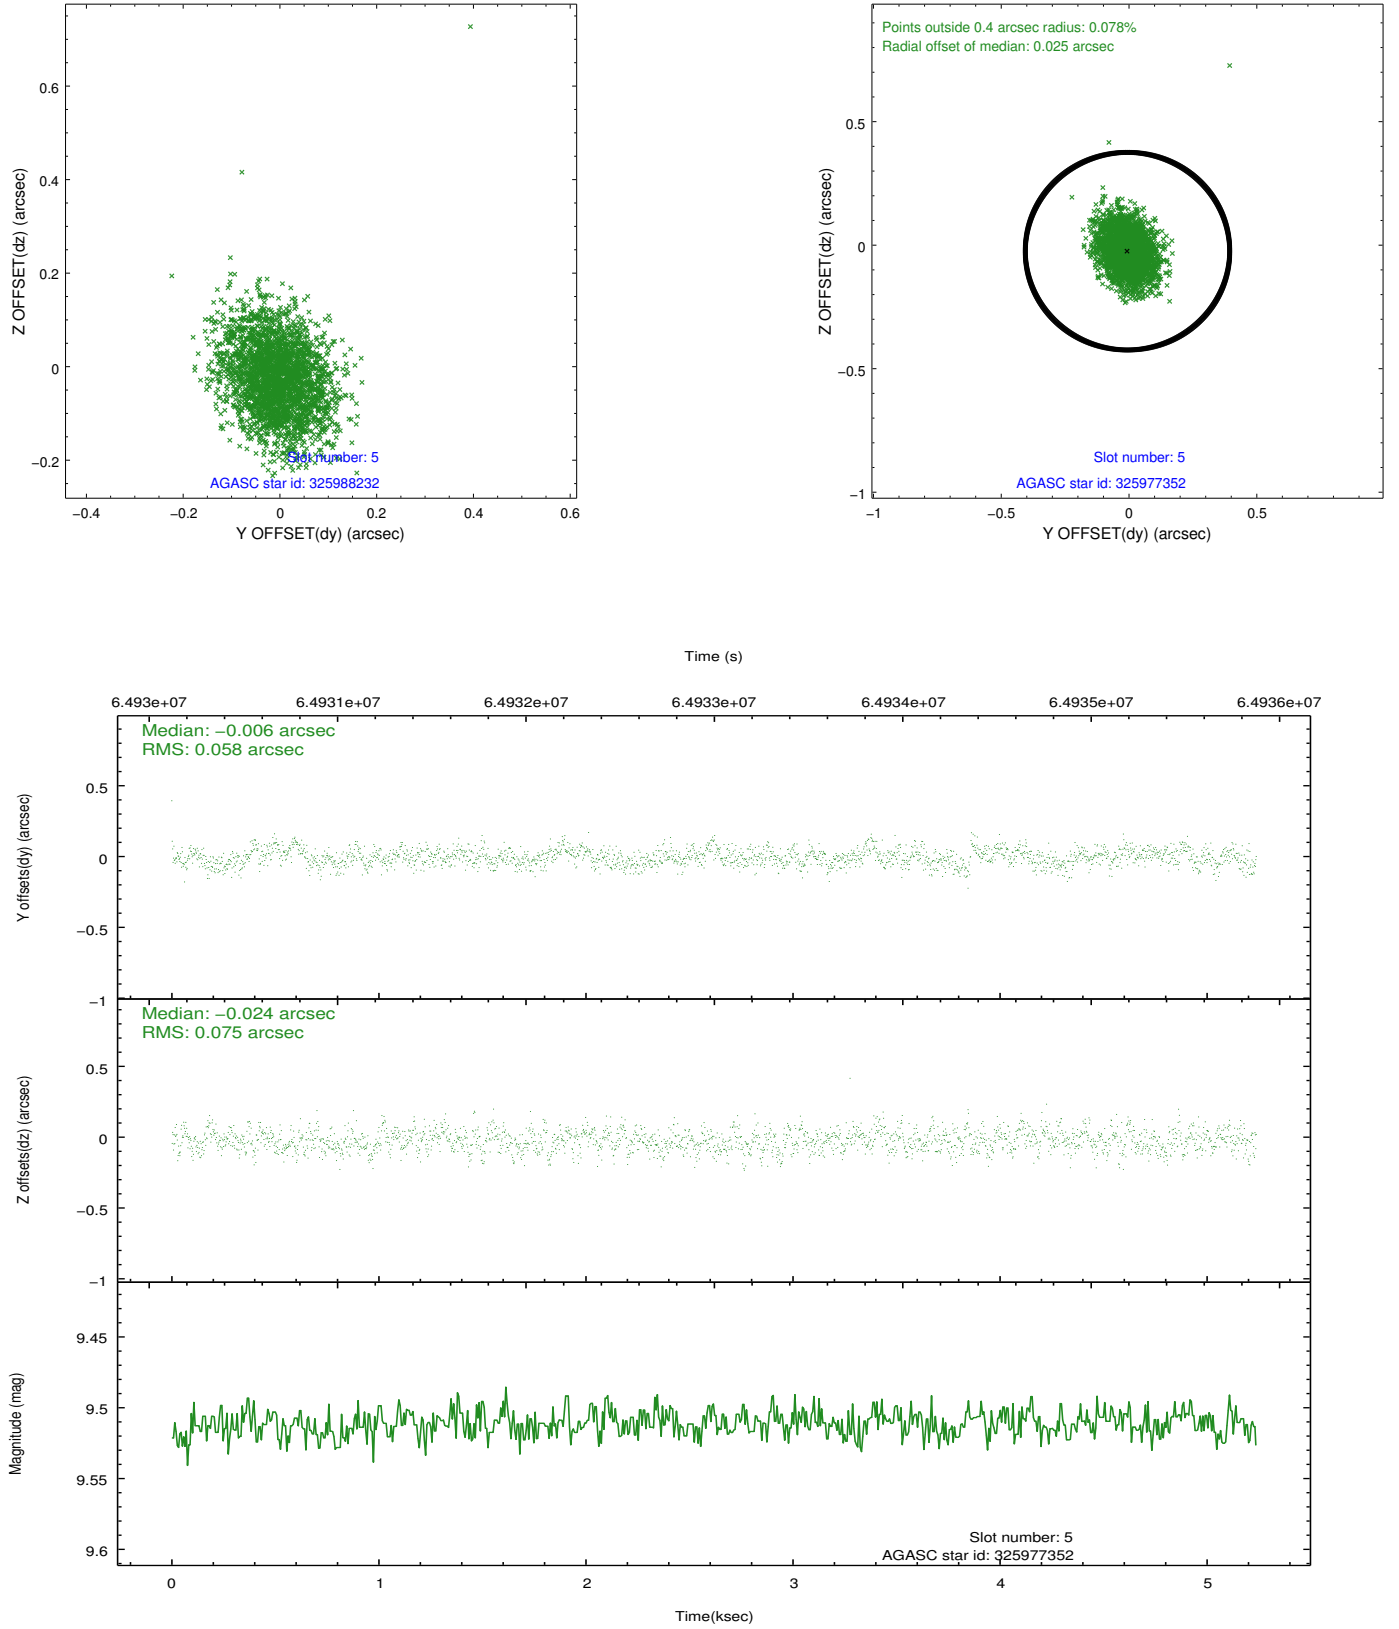 0.6
0.4
0.2
0
−0.2
Z OFFSET(dz) (arcsec)
Slot number: 5
AGASC star id: 325988232
−0.4
−0.2
0
0.2
0.4
0.6
Y OFFSET(dy) (arcsec)
Points outside 0.4 arcsec radius: 0.078%
Radial offset of median: 0.025 arcsec
0.5
0
−0.5
−1
Z OFFSET(dz) (arcsec)
Slot number: 5
AGASC star id: 325977352
−1
−0.5
0
0.5
Y OFFSET(dy) (arcsec)
Time (s)
6.493e+07
6.4931e+07
6.4932e+07
6.4933e+07
6.4934e+07
6.4935e+07
6.4936e+07
Median: −0.006 arcsec
RMS: 0.058 arcsec
0.5
0
−0.5
−1
Y offsets(dy) (arcsec)
Median: −0.024 arcsec
RMS: 0.075 arcsec
0.5
0
−0.5
−1
Z offsets(dz) (arcsec)
9.45
9.5
9.55
9.6
Magnitude (mag)
Slot number: 5
AGASC star id: 325977352
0
1
2
3
4
5
Time(ksec)